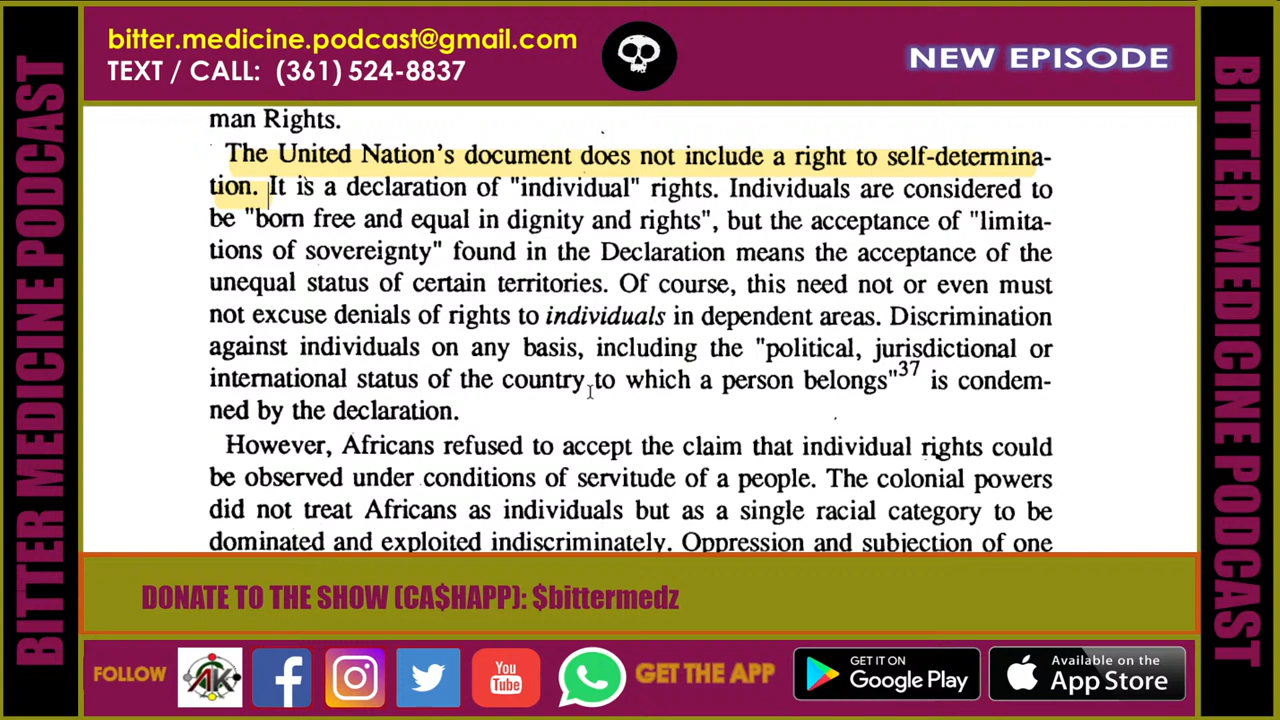 BITTER MEDICINE PODCAST
bitter.medicine.podcast@gmail.com
TEXT / CALL: (361) 524-8837
NEW EPISODE
man Rights.
The United Nation's document does not include a right to self-determina-
tion. It is a declaration of "individual" rights. Individuals are considered to
be "born free and equal in dignity and rights", but the acceptance of "limita-
tions of sovereignty" found in the Declaration means the acceptance of the
unequal status of certain territories. Of course, this need not or even must
not excuse denials of rights to individuals in dependent areas. Discrimination
against individuals on any basis, including the "political, jurisdictional or
international status of the country to which a person belongs"37 is condem-
ned by the declaration.
However, Africans refused to accept the claim that individual rights could
be observed under conditions of servitude of a people. The colonial powers
did not treat Africans as individuals but as a single racial category to be
dominated and exploited indiscriminately. Oppression and subjection of one
DONATE TO THE SHOW (CA$HAPP): $bittermedz
FOLLOW
You
Tube
GET THE APP
GET IT ON
Google Play
Available on the
App Store
BITTER MEDICINE PODCAST